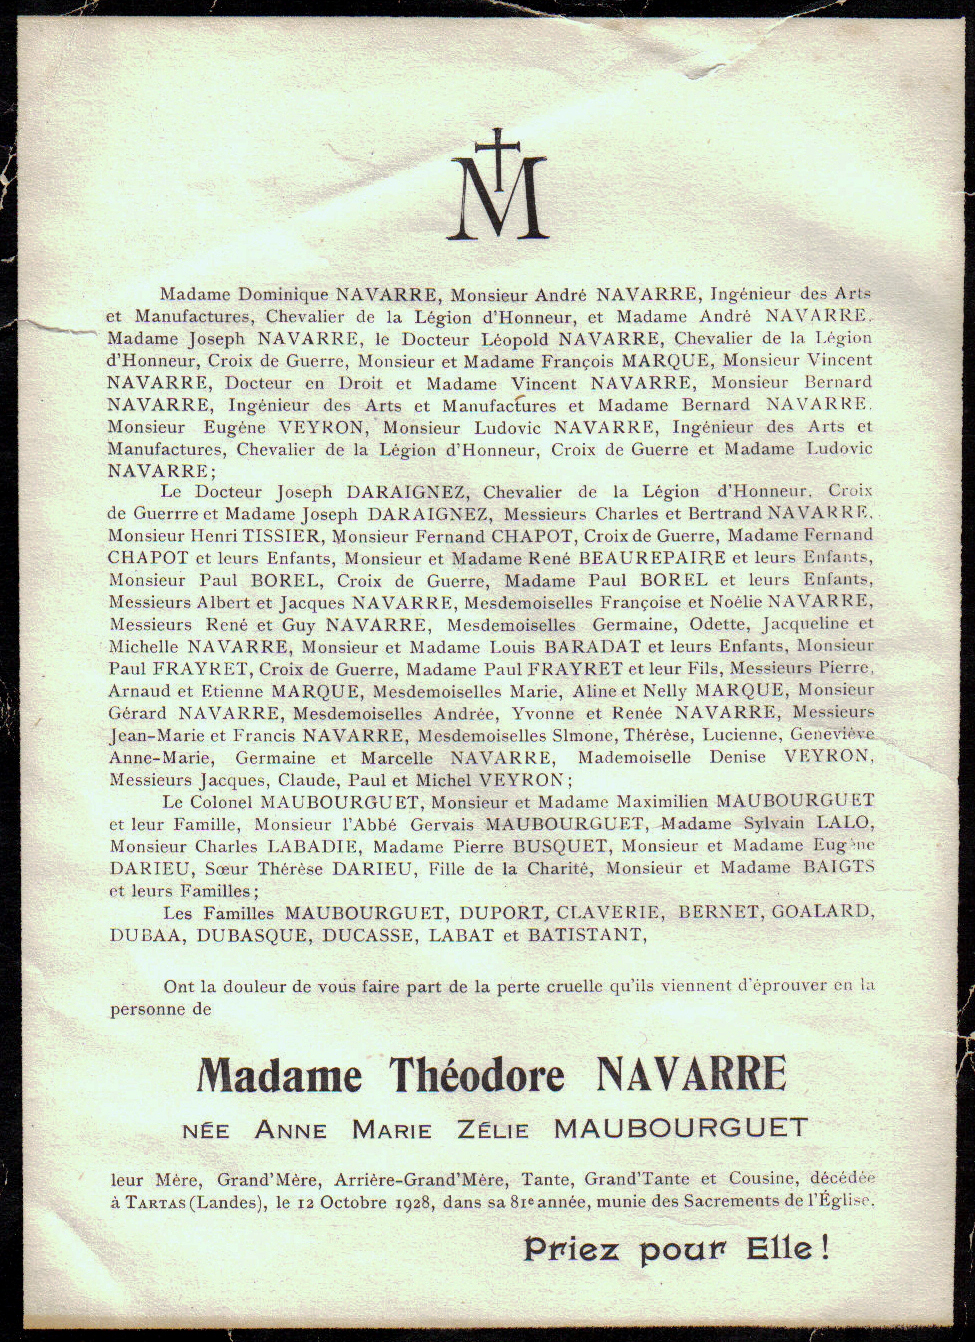 M
Madame Dominique NAVARRE, Monsieur André NAVARRE, Ingénieur des Arts
et Manufactures, Chevalier de la Légion d'Honneur, et Madame André NAVARRE,
Madame Joseph NAVARRE, le Docteur Léopold NAVARRE, Chevalier de la Légion
d'Honneur, Croix de Guerre, Monsieur et Madame François MARQUE, Monsieur Vincent
NAVARRE, Docteur en Droit et Madame Vincent NAVARRE, Monsieur Bernard
NAVARRE, Ingénieur des Arts et Manufactures et Madame Bernard NAVARRE.
Monsieur Eugéne VEYRON, Monsieur Ludovic NAVARRE, Ingénieur des Arts et
Manufactures, Chevalier de la Légion d'Honneur, Croix de Guerre et Madame Ludovic
NAVARRE;
Le Docteur Joseph DARAIGNEZ, Chevalier de la Légion d'Honneur, Croix
de Guerrre et Madame Joseph DARAIGNEZ, Messieurs Charles et Bertrand NAVARRE,
Monsieur Henri TISSIER, Monsieur Fernand CHAPOT, Croix de Guerre, Madame Fernand
CHAPOT et leurs Enfants, Monsieur et Madame René BEAUREPAIRE et leurs Enfants,
Monsieur Paul BOREL, Croix de Guerre, Madame Paul BOREL et leurs Enfants,
Messieurs Albert et Jacques NAVARRE, Mesdemoiselles Françoise et Noélie NAVARRE,
Messieurs René et Guy NAVARRE, Mesdemoiselles Germaine, Odette, Jacqueline et
Michelle NAVARRE, Monsieur et Madame Louis BARADAT et leurs Enfants, Monsieur
Paul FRAYRET, Croix de Guerre, Madame Paul FRAYRET et leur Fils, Messieurs Pierre,
Arnaud et Etienne MARQUE, Mesdemoiselles Marie, Aline et Nelly MARQUE, Monsieur
Gérard NAVARRE, Mesdemoiselles Andrée, Yvonne et Renée NAVARRE, Messieurs
Jean-Marie et Francis NAVARRE, Mesdemoiselles Slmone, Thérèse, Lucienne, Geneviève
Anne-Marie, Germaine et Marcelle NAVARRE, Mademoiselle Denise VEYRON,
Messieurs Jacques, Claude, Paul et Michel VEYRON;
Le Colonel MAUBOURGUET, Monsieur et Madame Maximilien MAUBOURGUET
et leur Famille, Monsieur l'Abbé Gervais MAUBOURGUET, Madame Sylvain LALO,
Monsieur Charles LABADIE, Madame Pierre BUSQUET, Monsieur et Madame Eugène
DARIEU, Sœur Thérèse DARIEU, Fille de la Charité, Monsieur et Madame BAIGTS
et leurs Familles;
Les Familles MAUBOURGUET, DUPORT, CLAVERIE, BERNET, GOALARD,
DUBAA, DUBASQUE, DUCASSE, LABAT et BATISTANT,
Ont la douleur de vous faire part de la perte cruelle qu'ils viennent d'éprouver en la
personne de
Madame Théodore NAVARRE
NÉE ANNE MARIE ZÉLIE MAUBOURGUET
leur Mère, Grand'Mère, Arrière-Grand'Mére, Tante, Grand'Tante et Cousine, décédée
à TARTAS (Landes), le 12 Octobre 1928, dans sa 81e année, munie des Sacrements de l'Église.
Priez pour Elle!